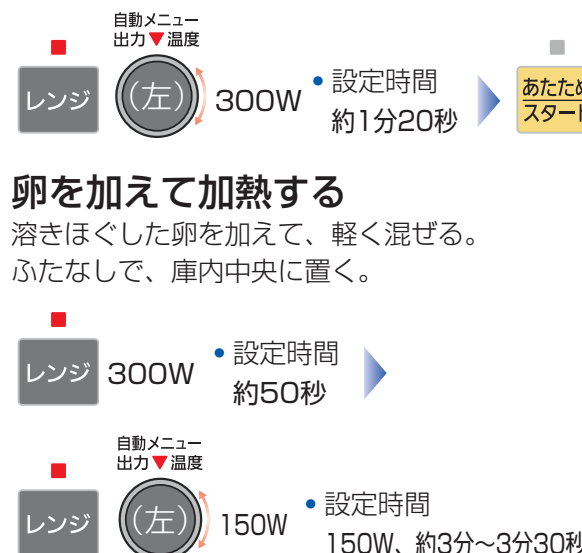 自動メニュー
出力▼温度
レンジ
(左)
300W
•設定時間
約1分20秒
あたため
スタート
卵を加えて加熱する
溶きほぐした卵を加えて、軽く混ぜる。
ふたなしで、庫内中央に置く。
レンジ
300W
•設定時間
約50秒
自動メニュー
出力▼温度
レンジ
(左)
150W
•設定時間
150W、約3分〜3分30秒